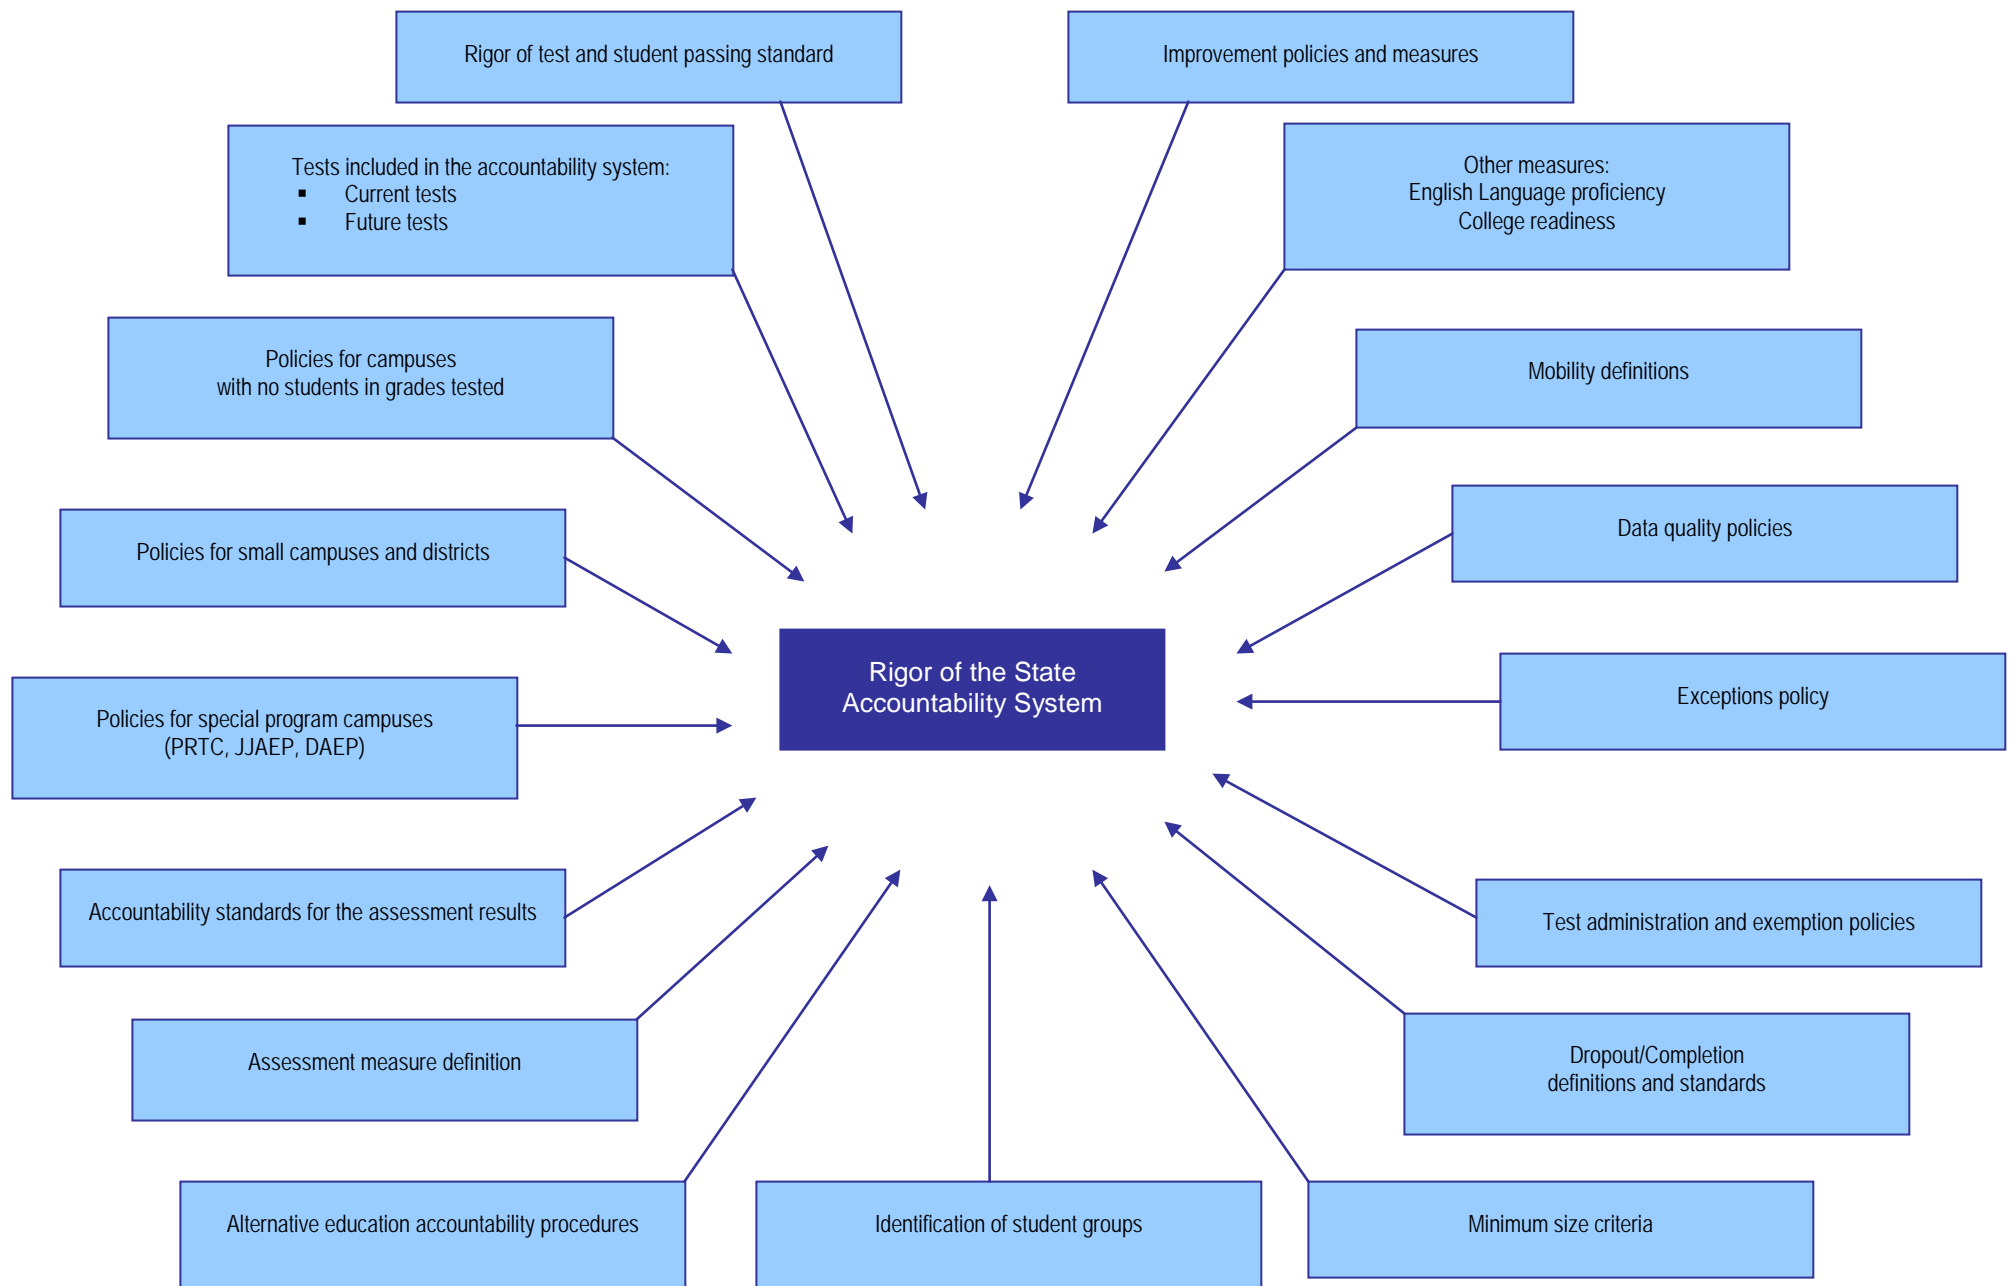 Rigor of test and student passing standard
Improvement policies and measures
Tests included in the accountability system:
▪ Current tests
▪ Future tests
Other measures:
English Language proficiency
College readiness
Policies for campuses
with no students in grades tested
Mobility definitions
Policies for small campuses and districts
Data quality policies
Rigor of the State
Accountability System
Policies for special program campuses
(PRTC, JJAEP, DAEP)
Exceptions policy
Accountability standards for the assessment results
Test administration and exemption policies
Assessment measure definition
Dropout/Completion
definitions and standards
Alternative education accountability procedures
Identification of student groups
Minimum size criteria